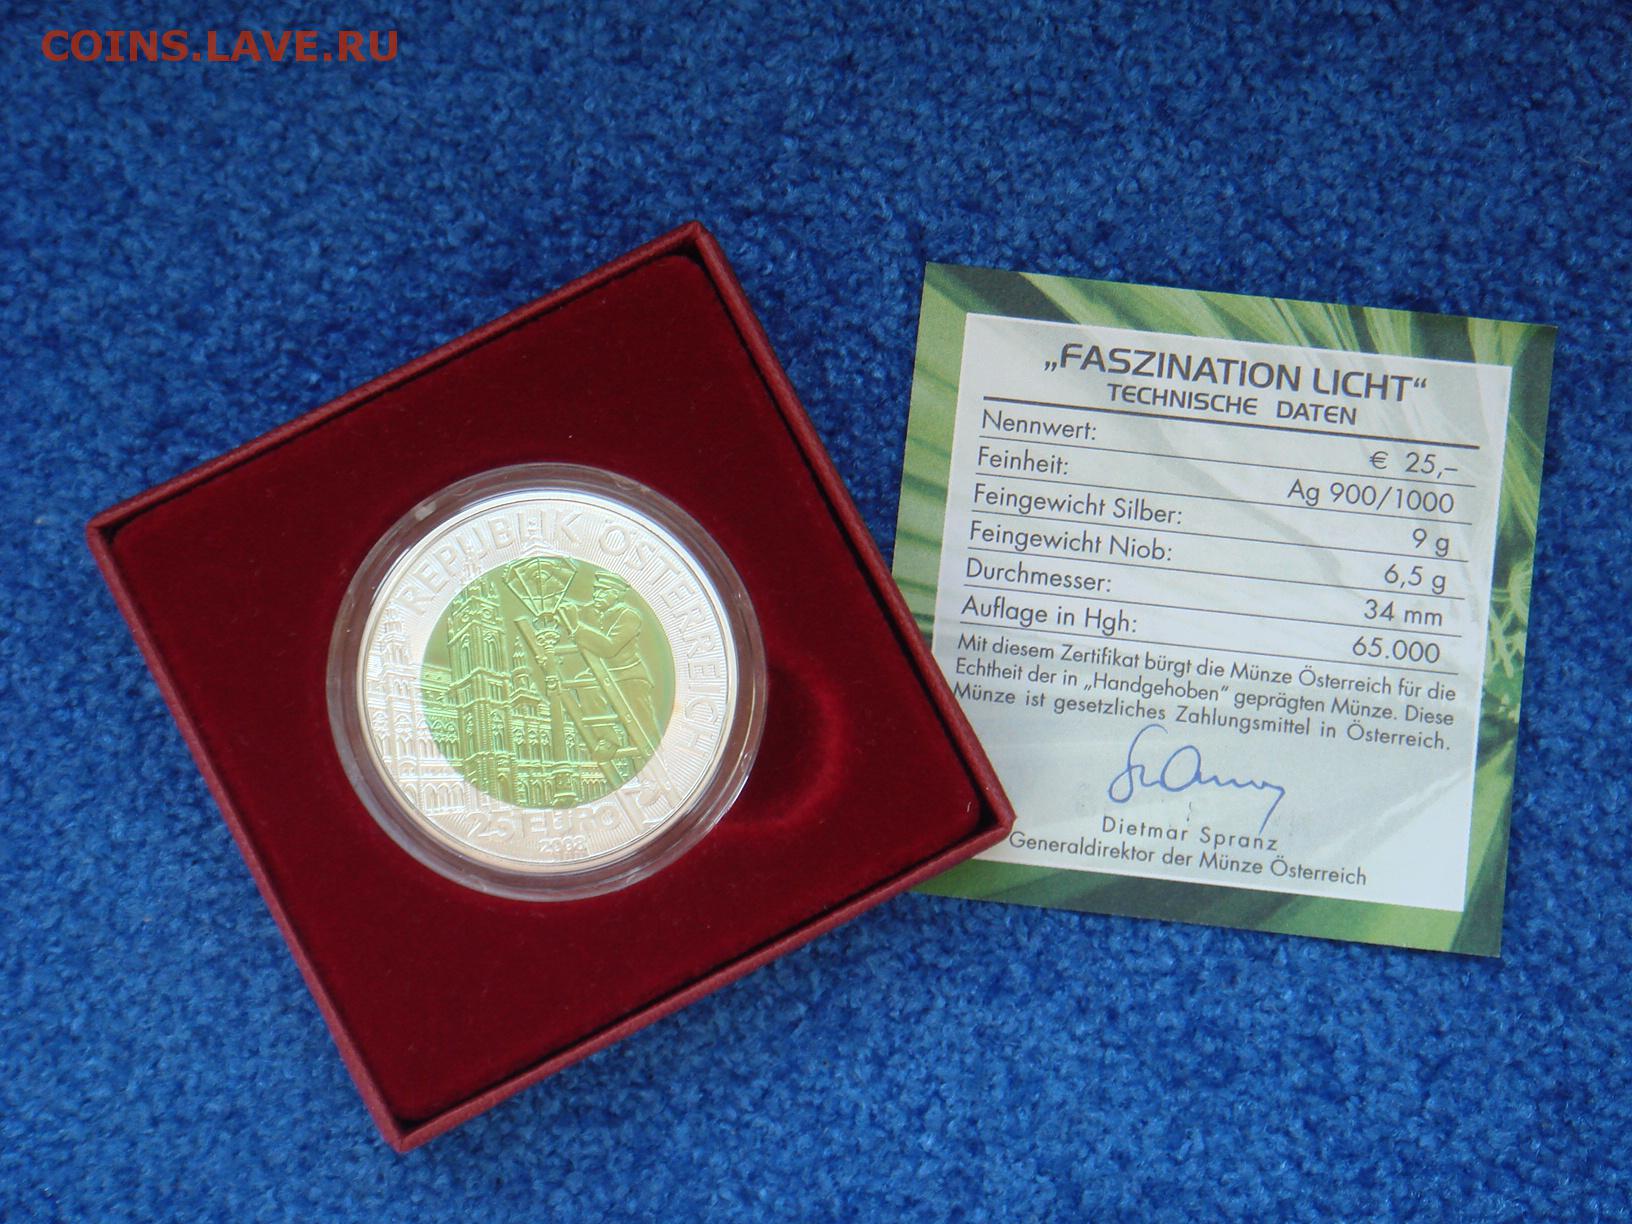 COINS.LAVE.RU
REPUBLIK ÖSTERREICH
25 EURO
2008
„FASZINATION LICHT“
TECHNISCHE DATEN
Nennwert: € 25,–
Feinheit: Ag 900/1000
Feingewicht Silber: 9 g
Feingewicht Niob: 6,5 g
Durchmesser: 34 mm
Auflage in Hgh: 65.000
Mit diesem Zertifikat bürgt die Münze Österreich für die
Echtheit der in „Handgehoben“ geprägten Münze. Diese
Münze ist gesetzliches Zahlungsmittel in Österreich.
Dietmar Spranz
Generaldirektor der Münze Österreich